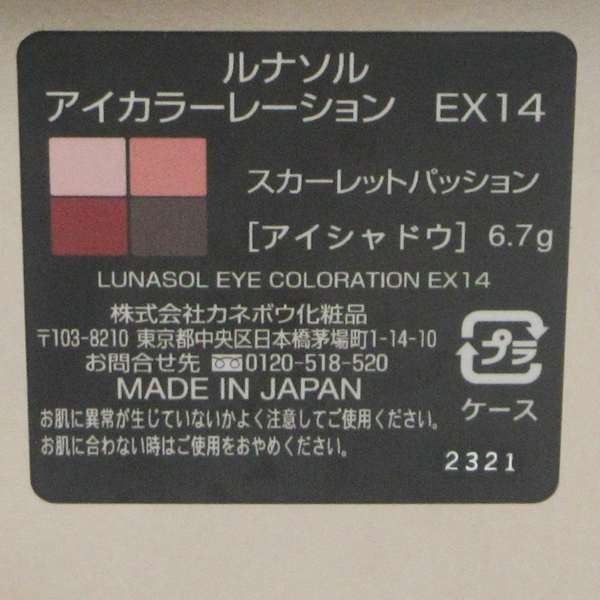 ルナソル
アイカラーレーション　EX14
スカーレットパッション
［アイシャドウ］ 6.7g
LUNASOL EYE COLORATION EX14
株式会社カネボウ化粧品
〒103-8210 東京都中央区日本橋茅場町1-14-10
お問合せ先 0120-518-520
MADE IN JAPAN
お肌に異常が生じていないかよく注意してご使用ください。
お肌に合わない時はご使用をおやめください。
プラ
ケース
2321